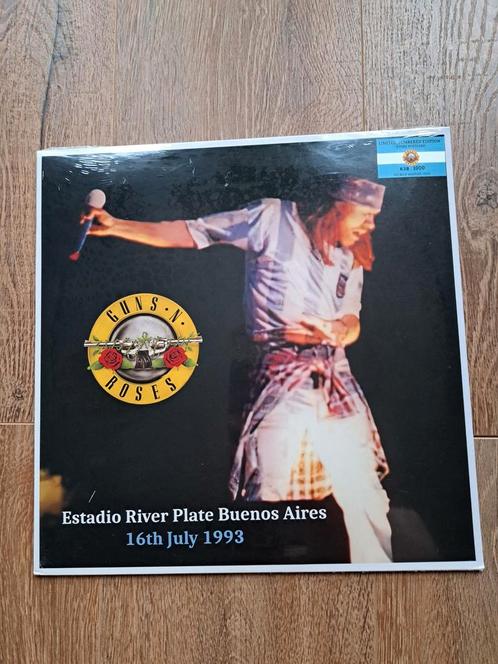 LIMITED NUMBERED EDITION
638 : 1000
GUNS N' ROSES
Estadio River Plate Buenos Aires
16th July 1993